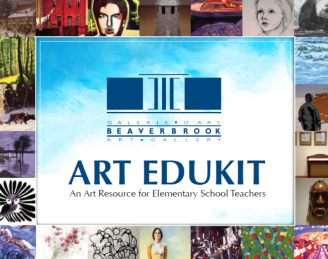 GALERIE • D'ART
BEAVERBROOK
ART • GALLERY
ART EDUKIT
An Art Resource for Elementary School Teachers